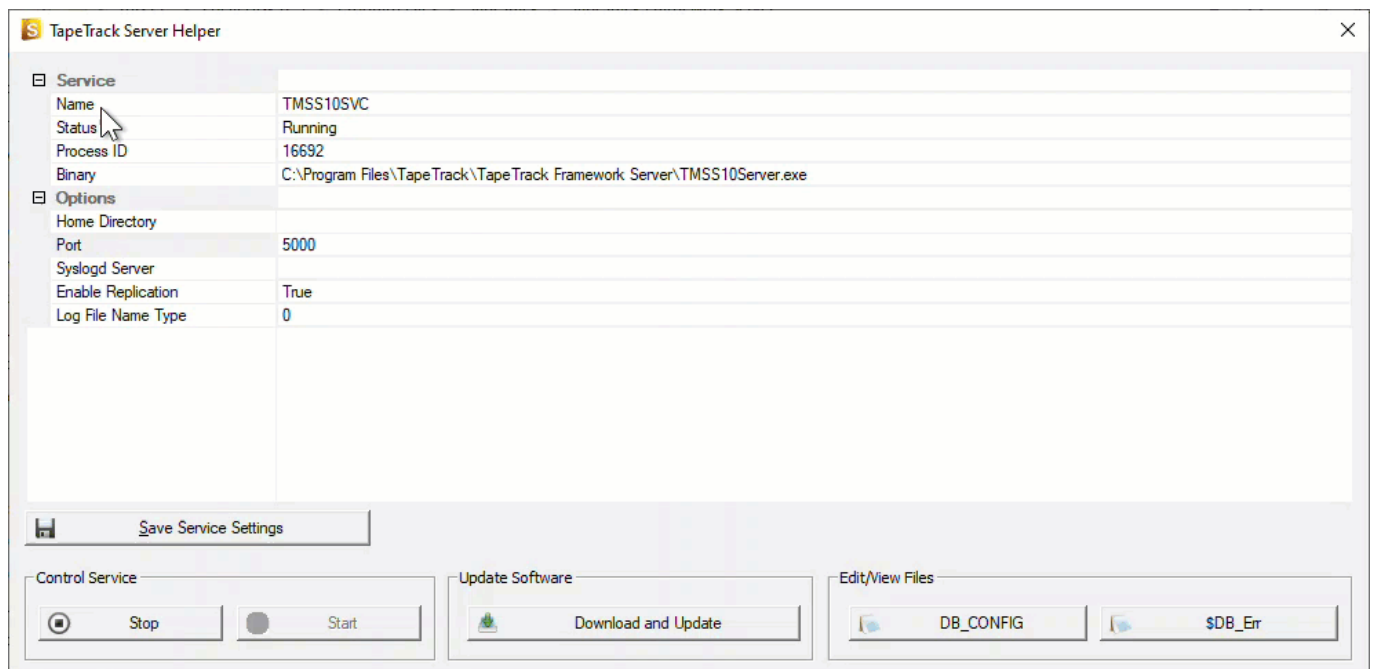 TapeTrack Server Helper
Service
Name TMSS10SVC
Status Running
Process ID 16692
Binary C:\Program Files\TapeTrack\TapeTrack Framework Server\TMSS10Server.exe
Options
Home Directory
Port 5000
Syslogd Server
Enable Replication True
Log File Name Type 0
Save Service Settings
Control Service Update Software Edit/View Files
Stop Start Download and Update DB_CONFIG $DB_Err